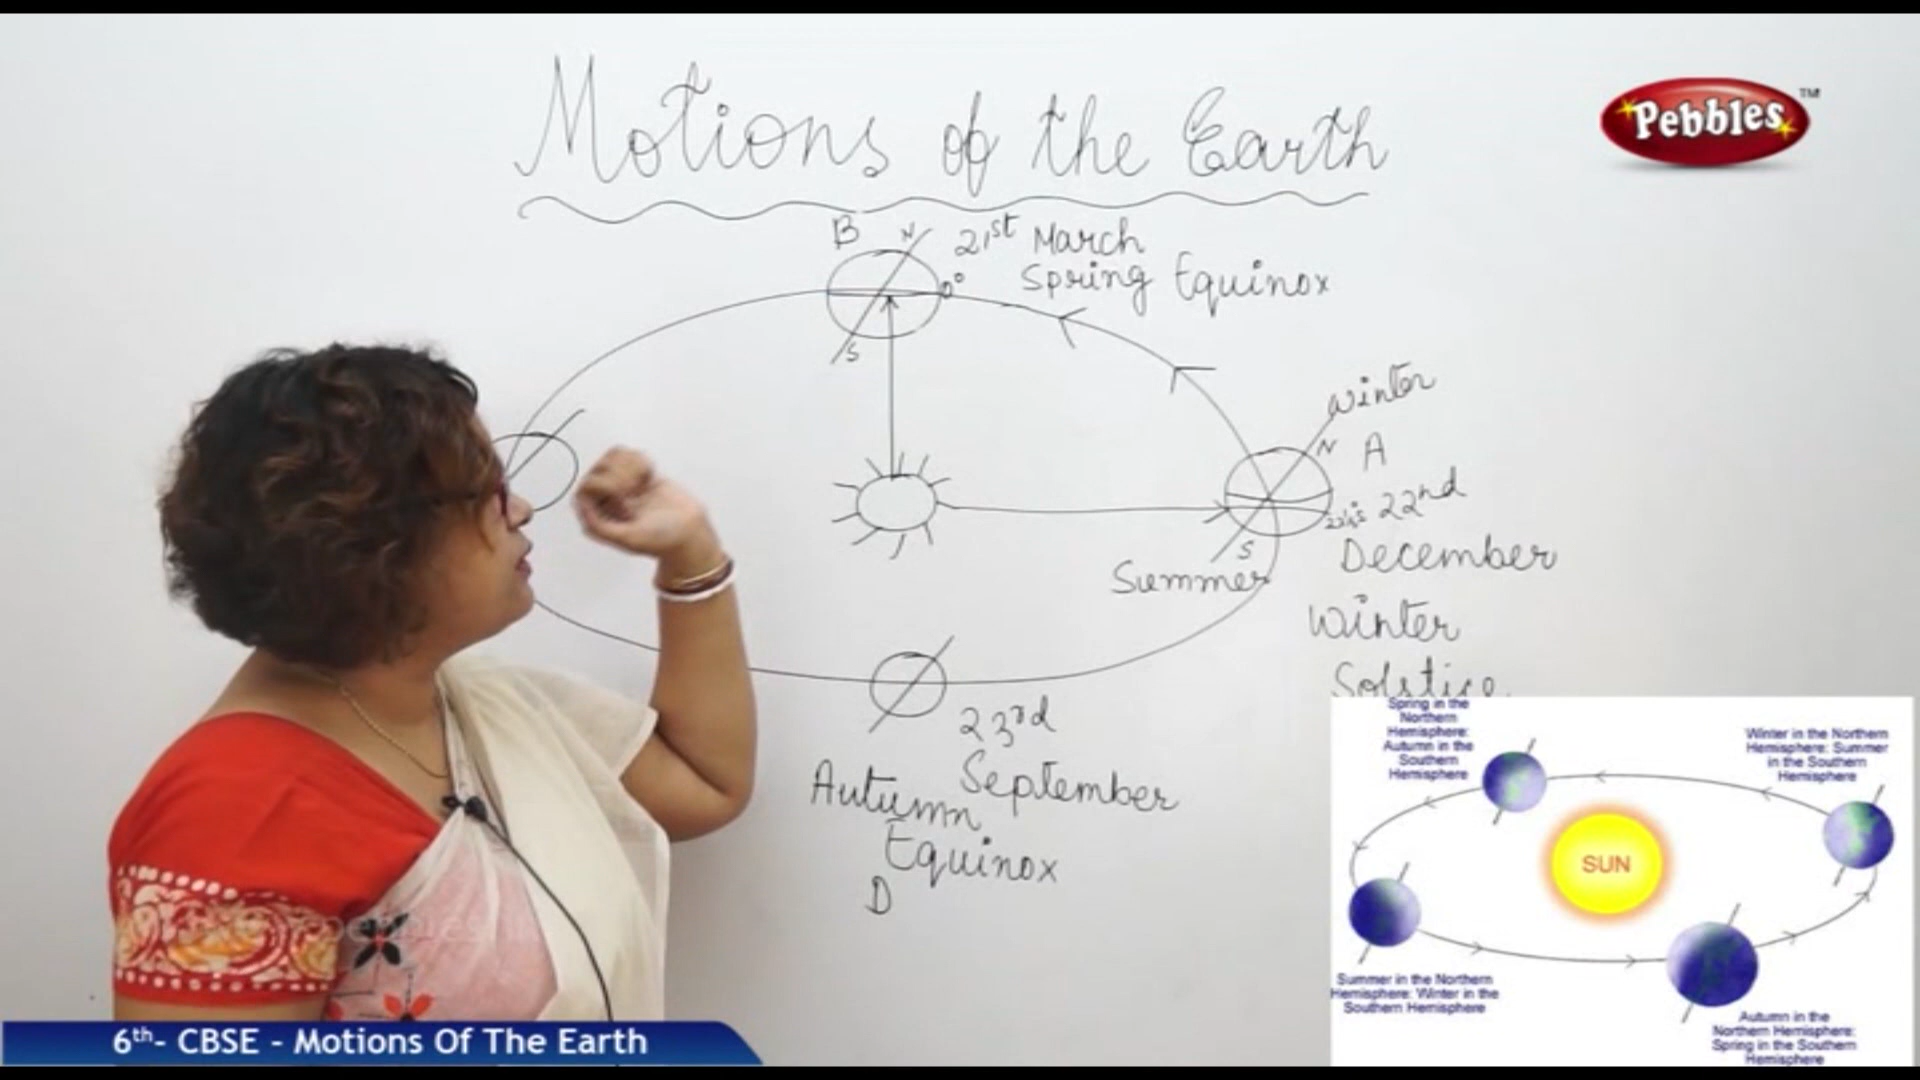 Motions of the Earth
Pebbles
TM
B
N
21st March
Spring Equinox
0°
S
Winter
N
A
22nd
December
Winter
Solstice
S
Summer
23rd
September
Autumn
Equinox
D
Spring in the
Northern
Hemisphere:
Autumn in the
Southern
Hemisphere
Winter in the Northern
Hemisphere: Summer
in the Southern
Hemisphere
SUN
Summer in the Northern
Hemisphere: Winter in the
Southern Hemisphere
Autumn in the
Northern Hemisphere:
Spring in the Southern
Hemisphere
6th- CBSE - Motions Of The Earth